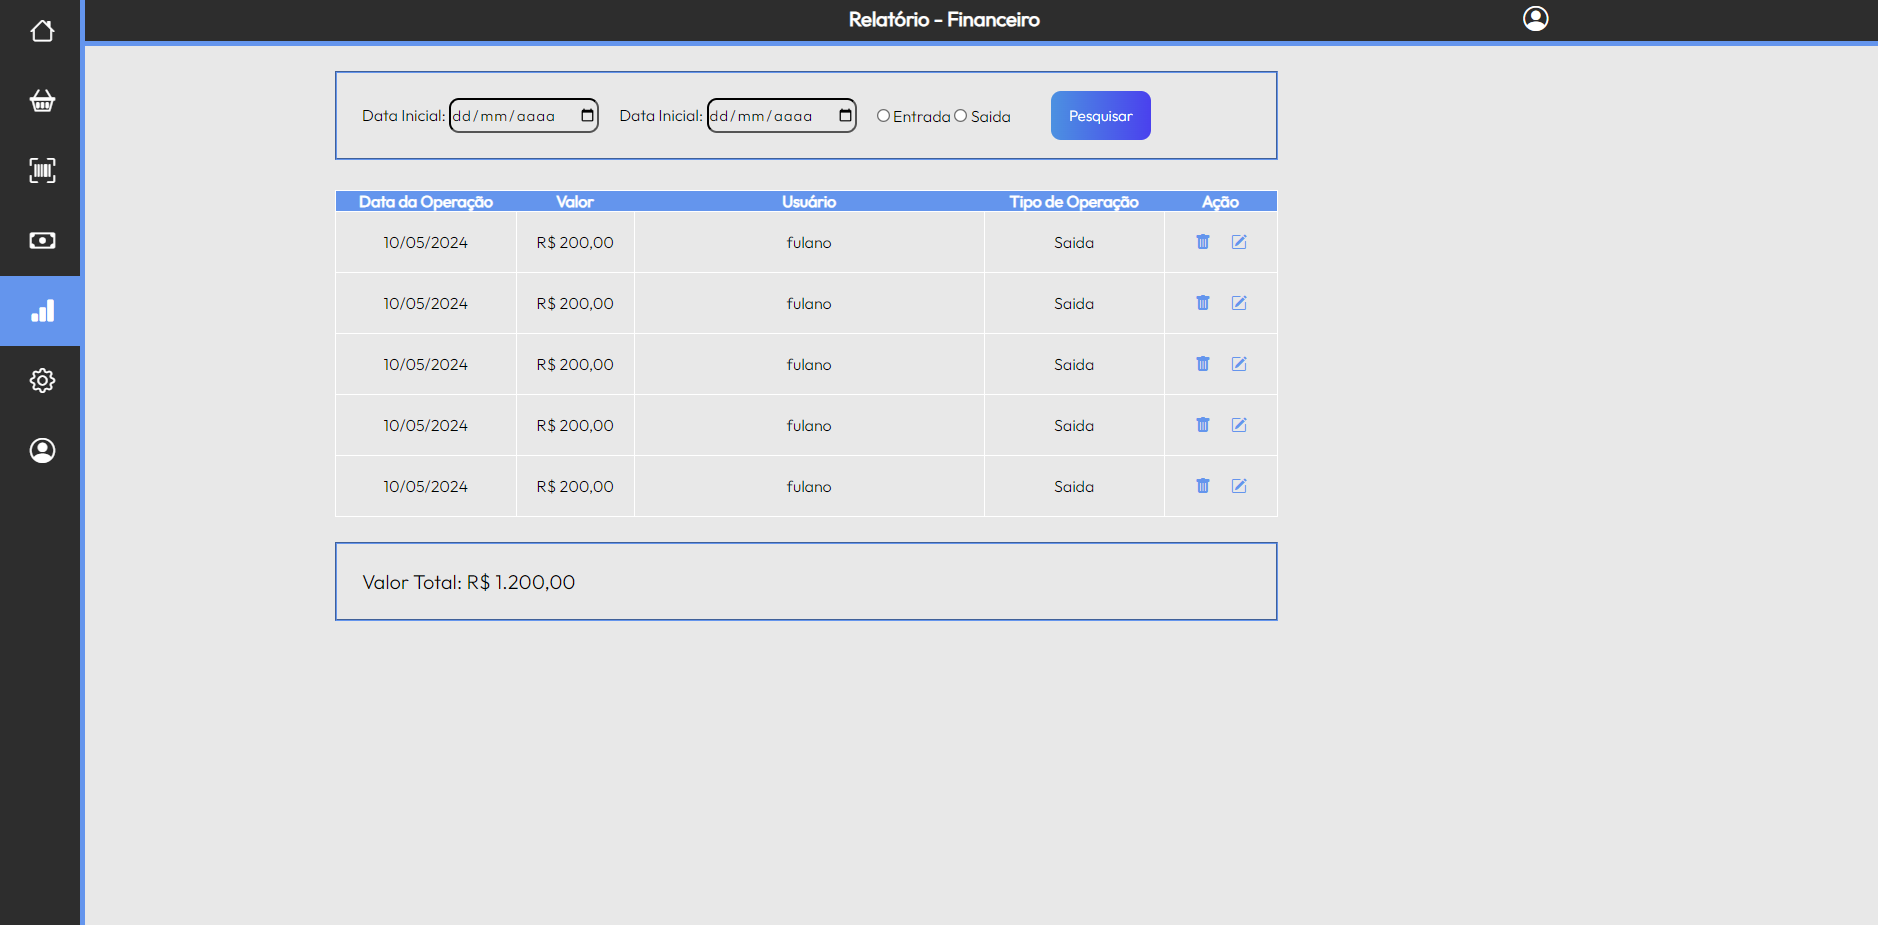 Relatório - Financeiro
Data Inicial: dd/mm/aaaa Data Inicial: dd/mm/aaaa Entrada Saida Pesquisar
Data da Operação Valor Usuário Tipo de Operação Ação
10/05/2024 R$ 200,00 fulano Saida
10/05/2024 R$ 200,00 fulano Saida
10/05/2024 R$ 200,00 fulano Saida
10/05/2024 R$ 200,00 fulano Saida
10/05/2024 R$ 200,00 fulano Saida
Valor Total: R$ 1.200,00